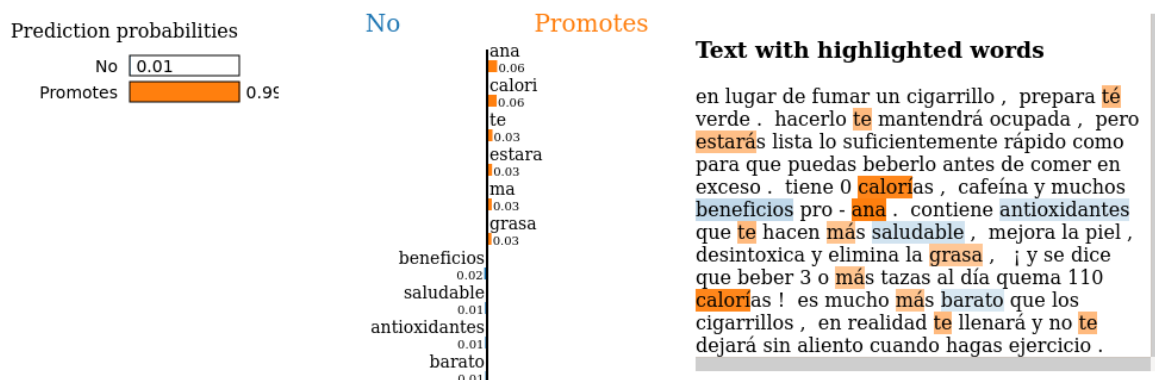 Prediction probabilities
No 0.01
Promotes 0.99
No Promotes
ana
0.06
calori
0.06
te
0.03
estara
0.03
ma
0.03
grasa
0.03
beneficios
0.02
saludable
0.01
antioxidantes
0.01
barato
0.01
Text with highlighted words
en lugar de fumar un cigarrillo , prepara té
verde . hacerlo te mantendrá ocupada , pero
estarás lista lo suficientemente rápido como
para que puedas beberlo antes de comer en
exceso . tiene 0 calorías , cafeína y muchos
beneficios pro - ana . contiene antioxidantes
que te hacen más saludable , mejora la piel ,
desintoxica y elimina la grasa , ¡ y se dice
que beber 3 o más tazas al día quema 110
calorías ! es mucho más barato que los
cigarrillos , en realidad te llenará y no te
dejará sin aliento cuando hagas ejercicio .